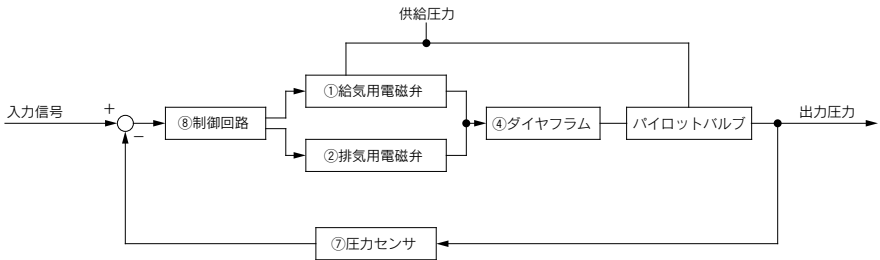 供給圧力
①給気用電磁弁
入力信号
+
⑧制御回路
④ダイヤフラム
パイロットバルブ
出力圧力
−
②排気用電磁弁
⑦圧力センサ